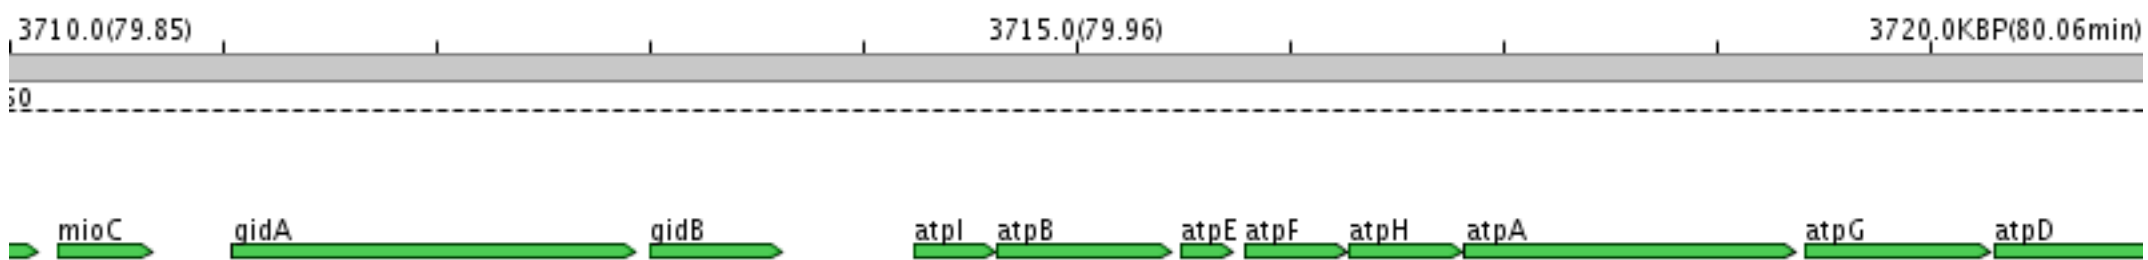 3710.0(79.85) 3715.0(79.96) 3720.0KBP(80.06min)
50
mioC gidA gidB atpI atpB atpE atpF atpH atpA atpG atpD